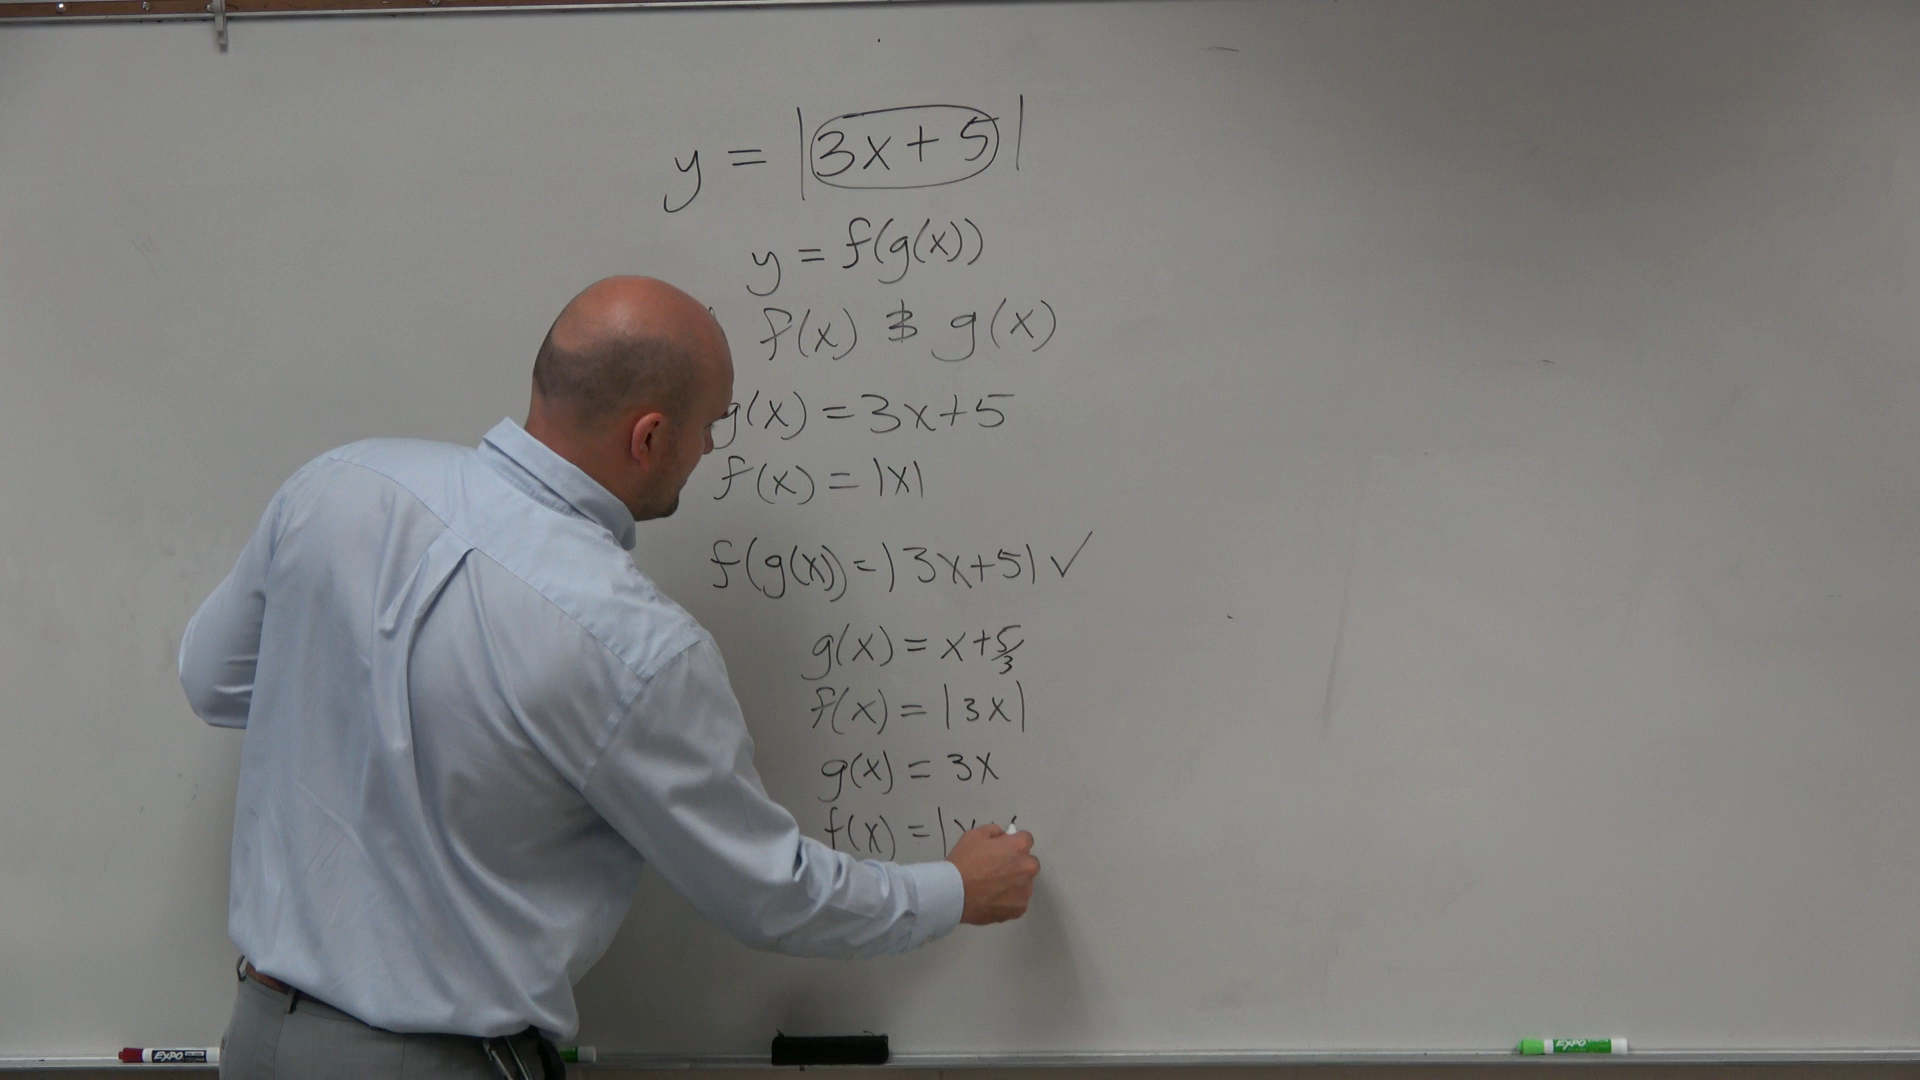 y = |3x+5|
y = f(g(x))
f(x) & g(x)
g(x) = 3x+5
f(x) = |x|
f(g(x)) = |3x+5| ✓
g(x) = x+5/3
f(x) = |3x|
g(x) = 3x
f(x) = |x
EXPO
EXPO